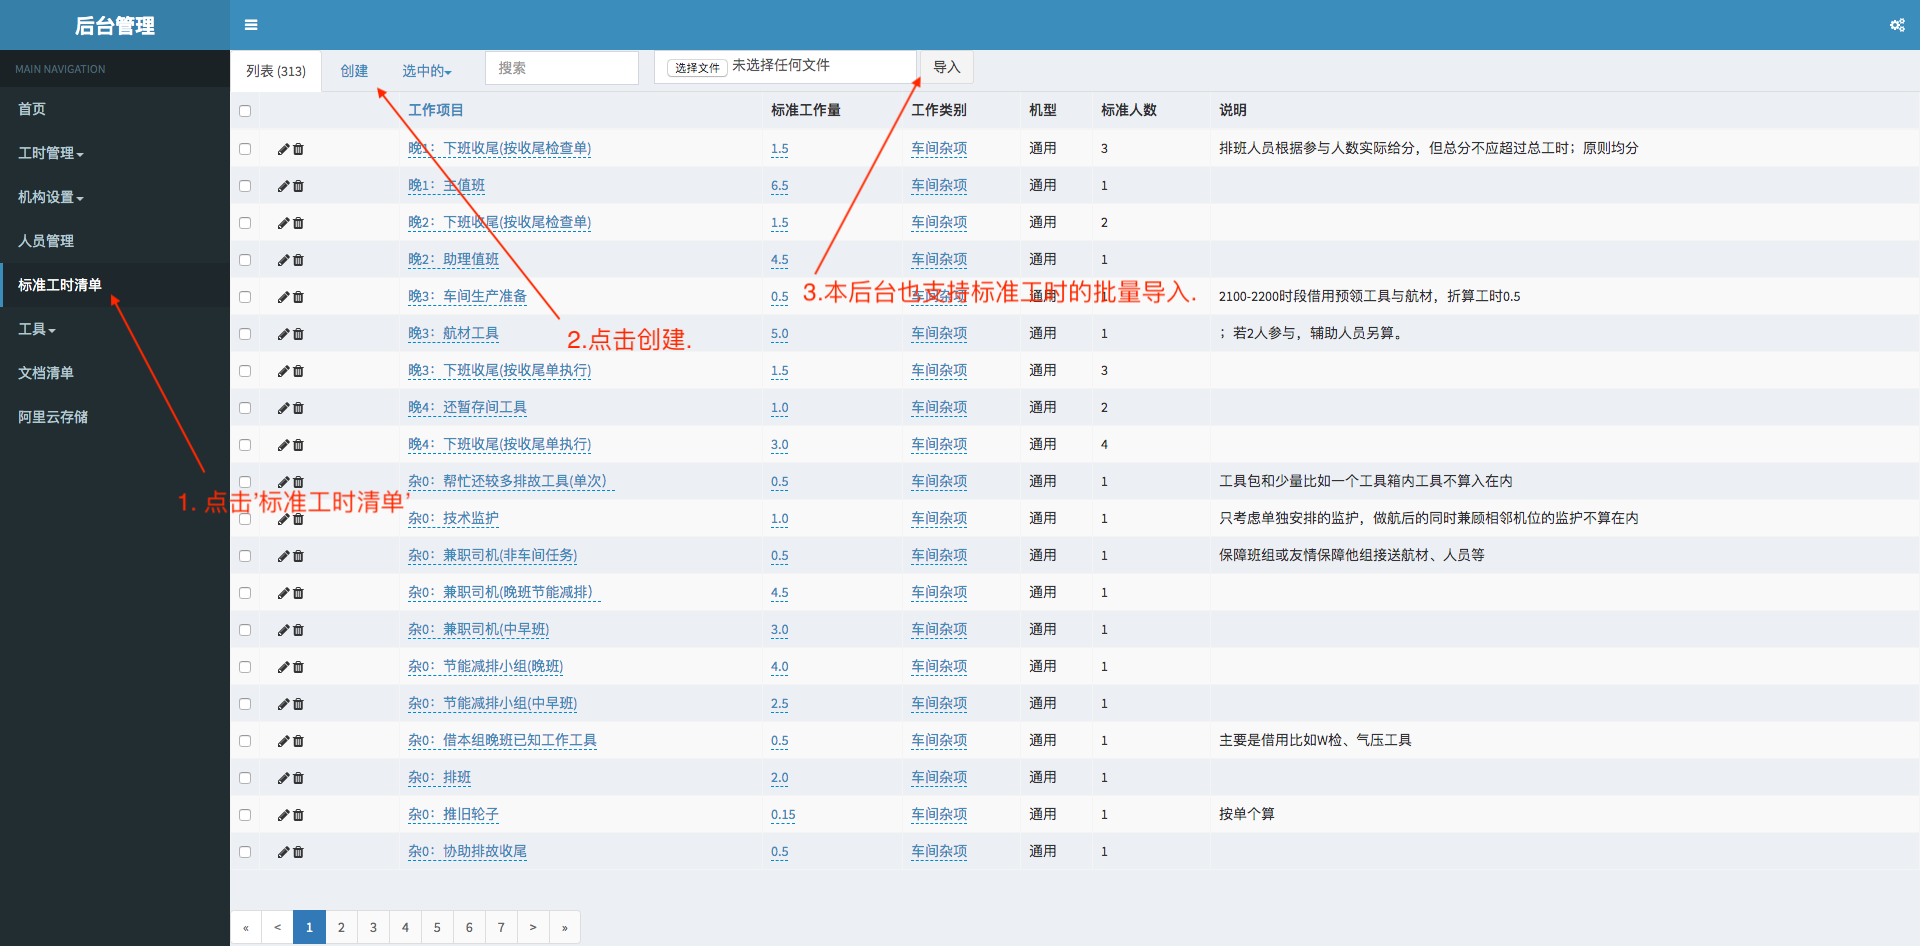 后台管理
MAIN NAVIGATION
首页
工时管理
机构设置
人员管理
标准工时清单
工具
文档清单
阿里云存储
列表 (313) 创建 选中的 搜索 选择文件 未选择任何文件 导入
工作项目 标准工作量 工作类别 机型 标准人数 说明
晚1：下班收尾(按收尾检查单) 1.5 车间杂项 通用 3 排班人员根据参与人数实际给分，但总分不应超过总工时；原则均分
晚1：主值班 6.5 车间杂项 通用 1
晚2：下班收尾(按收尾检查单) 1.5 车间杂项 通用 2
晚2：助理值班 4.5 车间杂项 通用 1
晚3：车间生产准备 0.5 车间杂项 通用 1 2100-2200时段借用预领工具与航材，折算工时0.5
3.本后台也支持标准工时的批量导入.
晚3：航材工具 5.0 车间杂项 通用 1 ；若2人参与，辅助人员另算。
2.点击创建.
晚3：下班收尾(按收尾单执行) 1.5 车间杂项 通用 3
晚4：还暂存间工具 1.0 车间杂项 通用 2
晚4：下班收尾(按收尾单执行) 3.0 车间杂项 通用 4
杂0：帮忙还较多排故工具(单次） 0.5 车间杂项 通用 1 工具包和少量比如一个工具箱内工具不算入在内
1. 点击'标准工时清单'
杂0：技术监护 1.0 车间杂项 通用 1 只考虑单独安排的监护，做航后的同时兼顾相邻机位的监护不算在内
杂0：兼职司机(非车间任务) 0.5 车间杂项 通用 1 保障班组或友情保障他组接送航材、人员等
杂0：兼职司机(晚班节能减排） 4.5 车间杂项 通用 1
杂0：兼职司机(中早班) 3.0 车间杂项 通用 1
杂0：节能减排小组(晚班) 4.0 车间杂项 通用 1
杂0：节能减排小组(中早班) 2.5 车间杂项 通用 1
杂0：借本组晚班已知工作工具 0.5 车间杂项 通用 1 主要是借用比如W检、气压工具
杂0：排班 2.0 车间杂项 通用 1
杂0：推旧轮子 0.15 车间杂项 通用 1 按单个算
杂0：协助排故收尾 0.5 车间杂项 通用 1
« < 1 2 3 4 5 6 7 > »